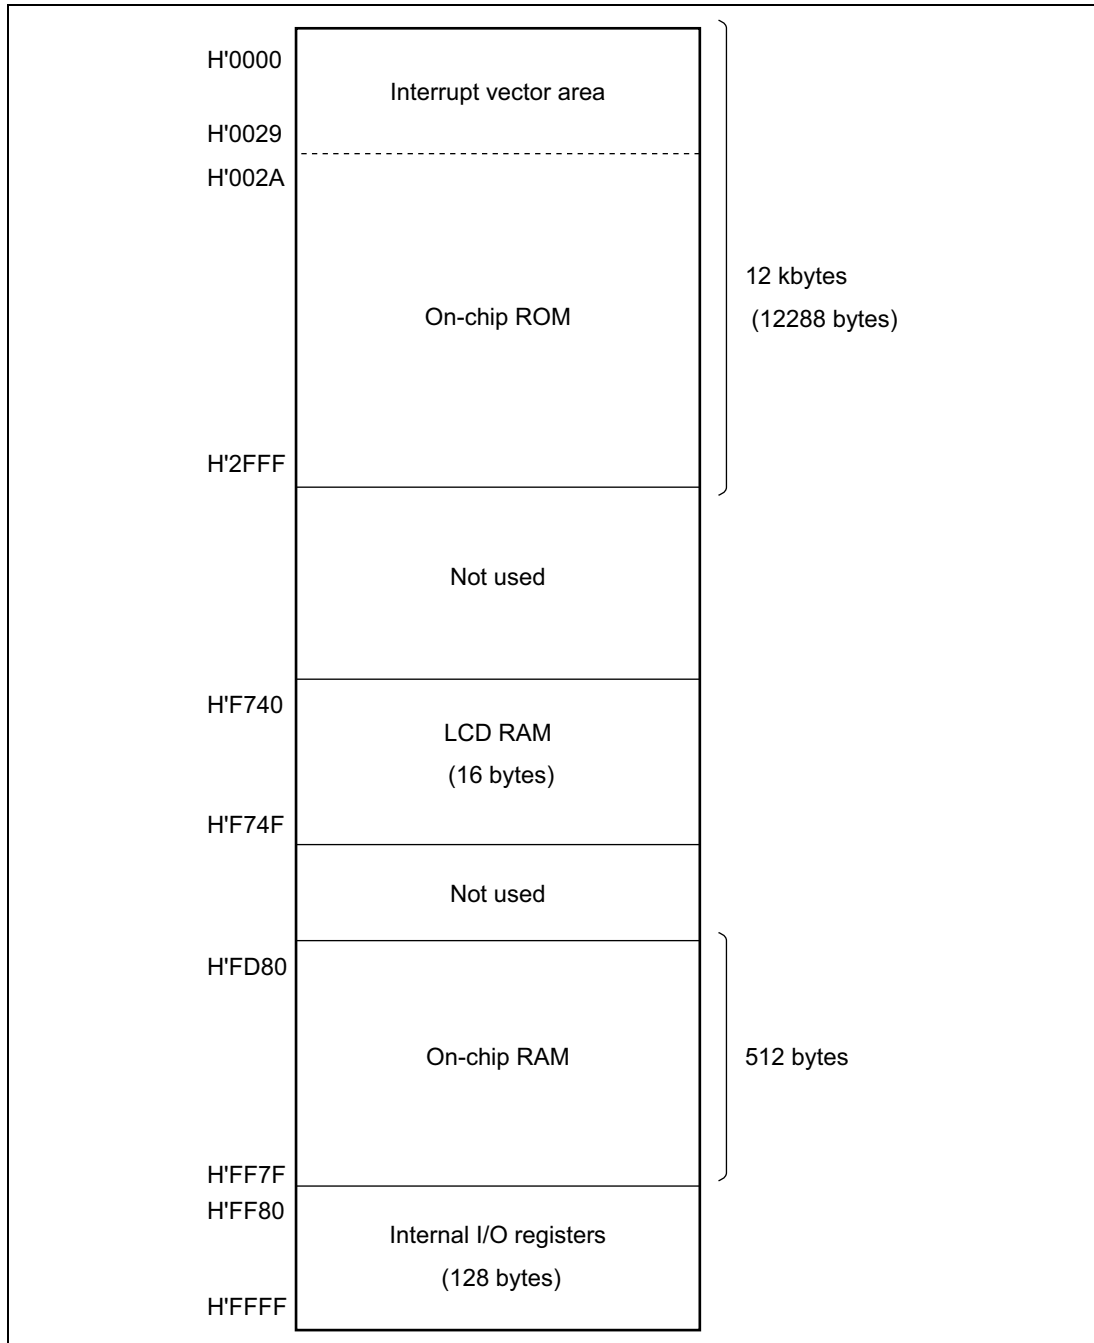 H'0000
Interrupt vector area
H'0029
H'002A
12 kbytes
On-chip ROM
(12288 bytes)
H'2FFF
Not used
H'F740
LCD RAM
(16 bytes)
H'F74F
Not used
H'FD80
On-chip RAM
512 bytes
H'FF7F
H'FF80
Internal I/O registers
(128 bytes)
H'FFFF